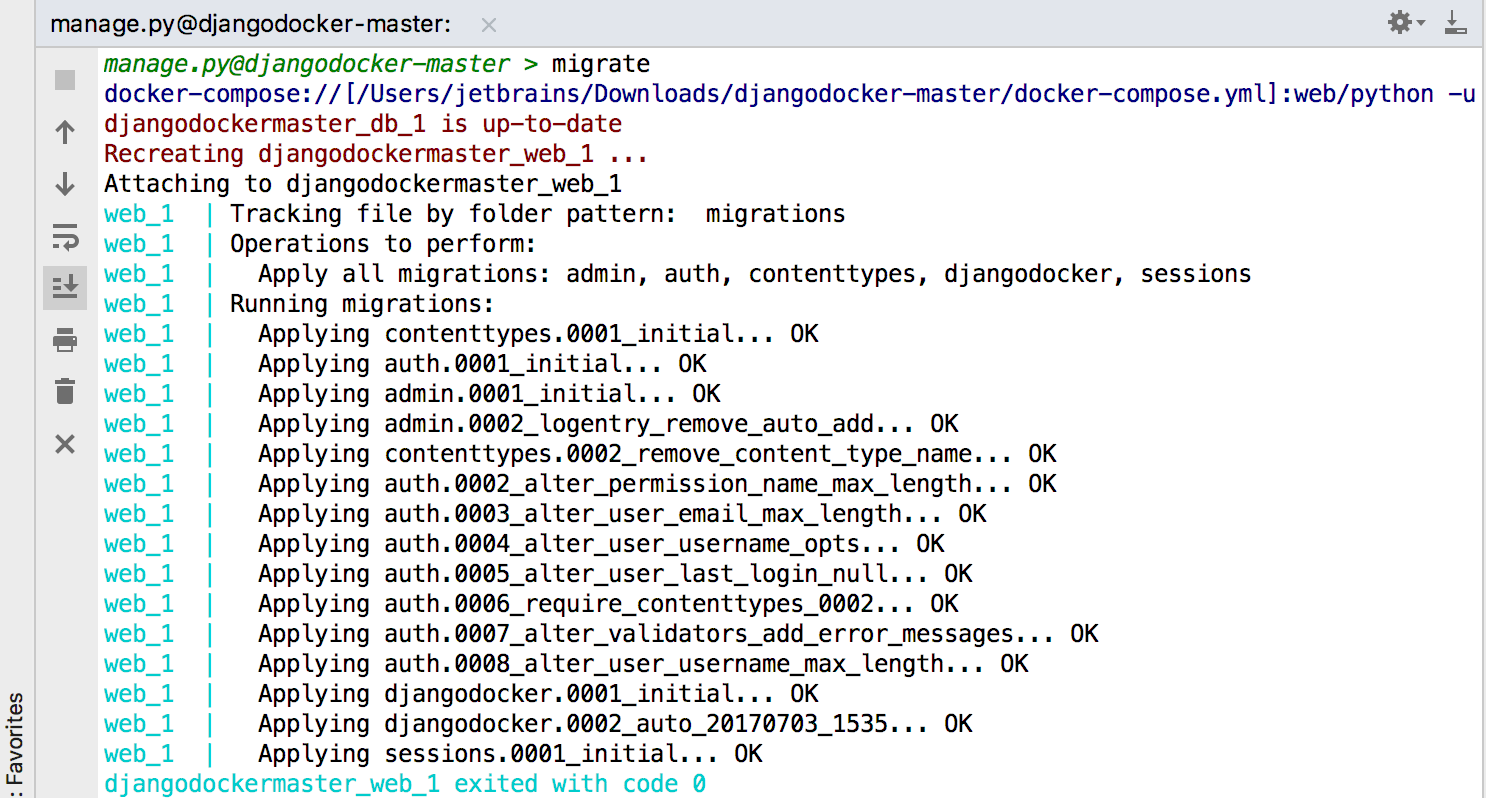 manage.py@djangodocker-master:
manage.py@djangodocker-master > migrate
docker-compose://[/Users/jetbrains/Downloads/djangodocker-master/docker-compose.yml]:web/python -u
djangodockermaster_db_1 is up-to-date
Recreating djangodockermaster_web_1 ...
Attaching to djangodockermaster_web_1
web_1  | Tracking file by folder pattern:  migrations
web_1  | Operations to perform:
web_1  |   Apply all migrations: admin, auth, contenttypes, djangodocker, sessions
web_1  | Running migrations:
web_1  |   Applying contenttypes.0001_initial... OK
web_1  |   Applying auth.0001_initial... OK
web_1  |   Applying admin.0001_initial... OK
web_1  |   Applying admin.0002_logentry_remove_auto_add... OK
web_1  |   Applying contenttypes.0002_remove_content_type_name... OK
web_1  |   Applying auth.0002_alter_permission_name_max_length... OK
web_1  |   Applying auth.0003_alter_user_email_max_length... OK
web_1  |   Applying auth.0004_alter_user_username_opts... OK
web_1  |   Applying auth.0005_alter_user_last_login_null... OK
web_1  |   Applying auth.0006_require_contenttypes_0002... OK
web_1  |   Applying auth.0007_alter_validators_add_error_messages... OK
web_1  |   Applying auth.0008_alter_user_username_max_length... OK
web_1  |   Applying djangodocker.0001_initial... OK
web_1  |   Applying djangodocker.0002_auto_20170703_1535... OK
web_1  |   Applying sessions.0001_initial... OK
djangodockermaster_web_1 exited with code 0
: Favorites